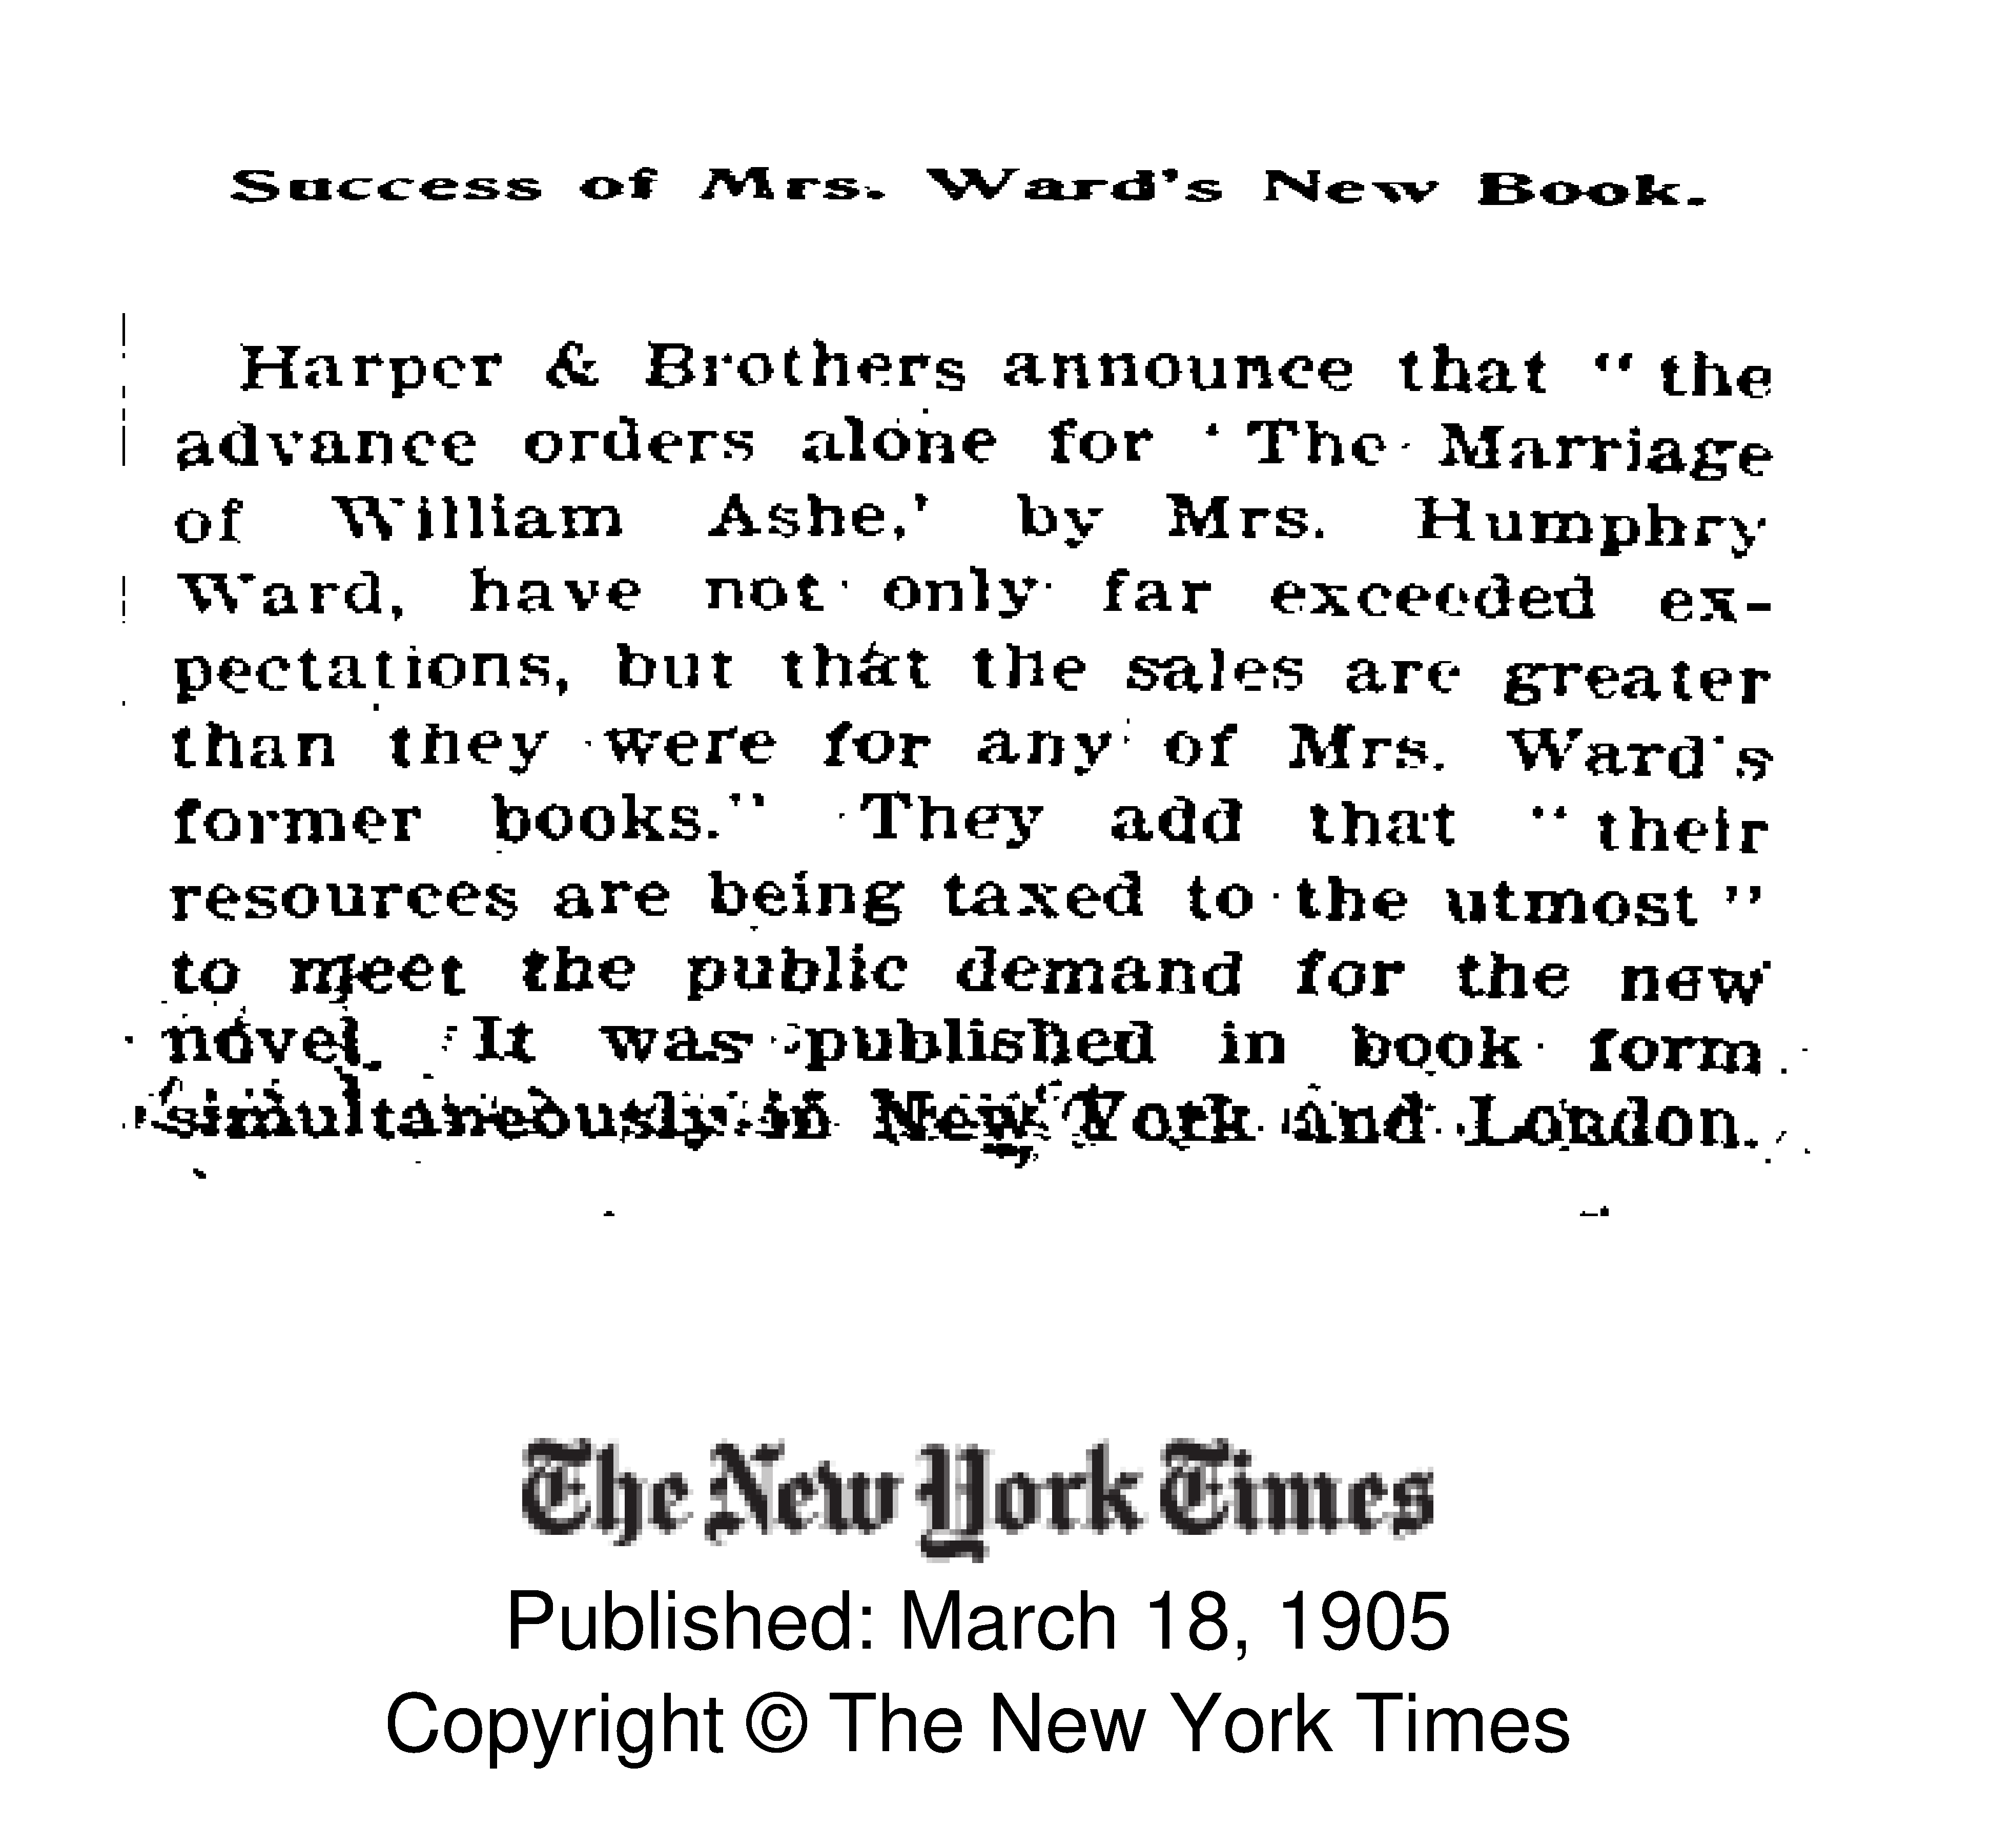 Success of Mrs. Ward's New Book.
Harper & Brothers announce that "the
advance orders alone for 'The Marriage
of William Ashe,' by Mrs. Humphry
Ward, have not only far exceeded ex-
pectations, but that the sales are greater
than they were for any of Mrs. Ward's
former books." They add that "their
resources are being taxed to the utmost"
to meet the public demand for the new
novel. It was published in book form
simultaneously in New York and London.
The New York Times
Published: March 18, 1905
Copyright © The New York Times